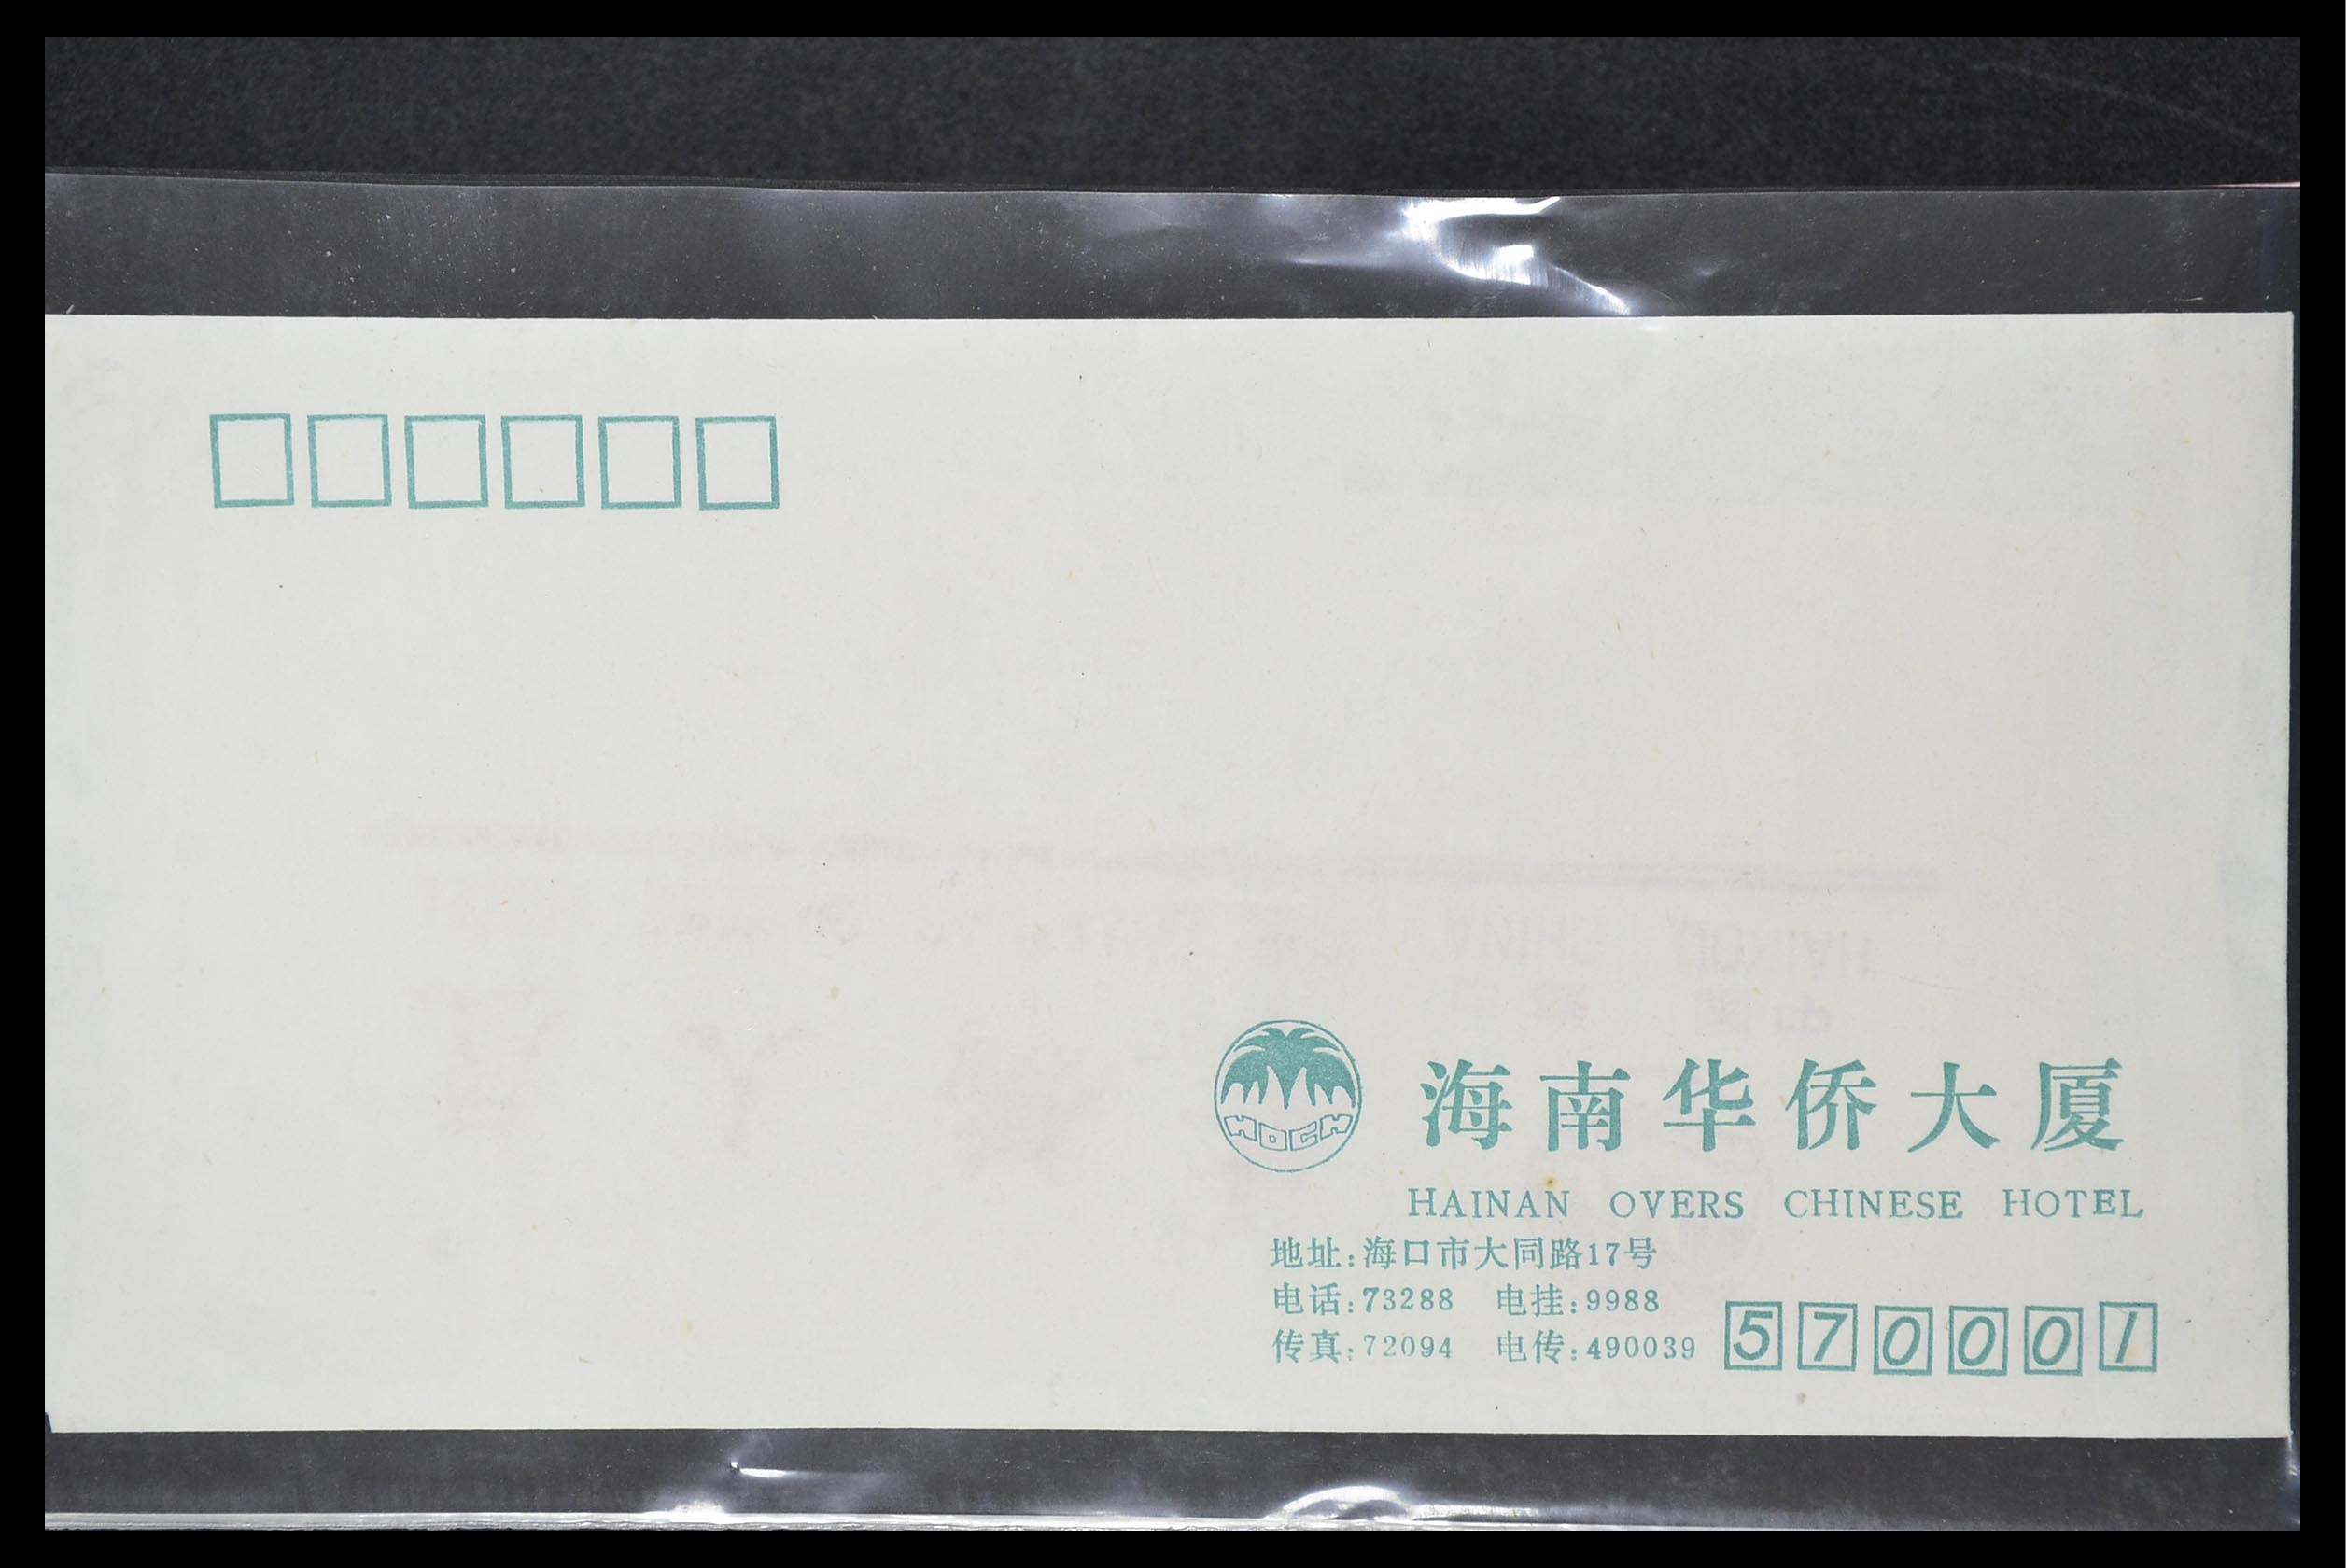 HOCH
海南华侨大厦
HAINAN OVERS CHINESE HOTEL
地址:海口市大同路17号
电话:73288 电挂:9988
传真:72094 电传:490039
570001